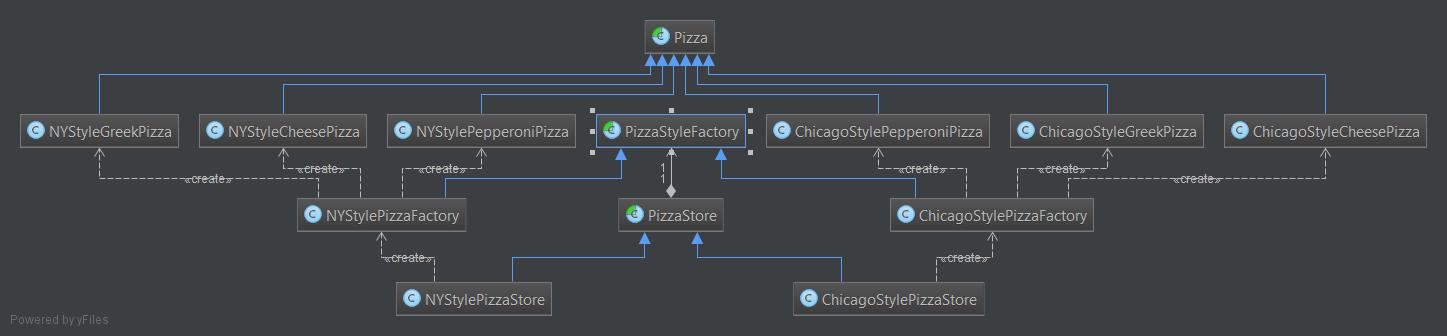 Pizza
NYStyleGreekPizza
NYStyleCheesePizza
NYStylePepperoniPizza
PizzaStyleFactory
ChicagoStylePepperoniPizza
ChicagoStyleGreekPizza
ChicagoStyleCheesePizza
«create»
«create»
«create»
1
1
«create»
«create»
«create»
NYStylePizzaFactory
PizzaStore
ChicagoStylePizzaFactory
«create»
«create»
NYStylePizzaStore
ChicagoStylePizzaStore
Powered by yFiles